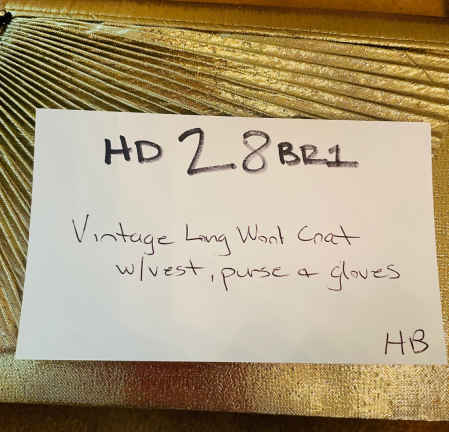 HD 28 BR1
Vintage Long Wool Coat
w/vest, purse & gloves
HB